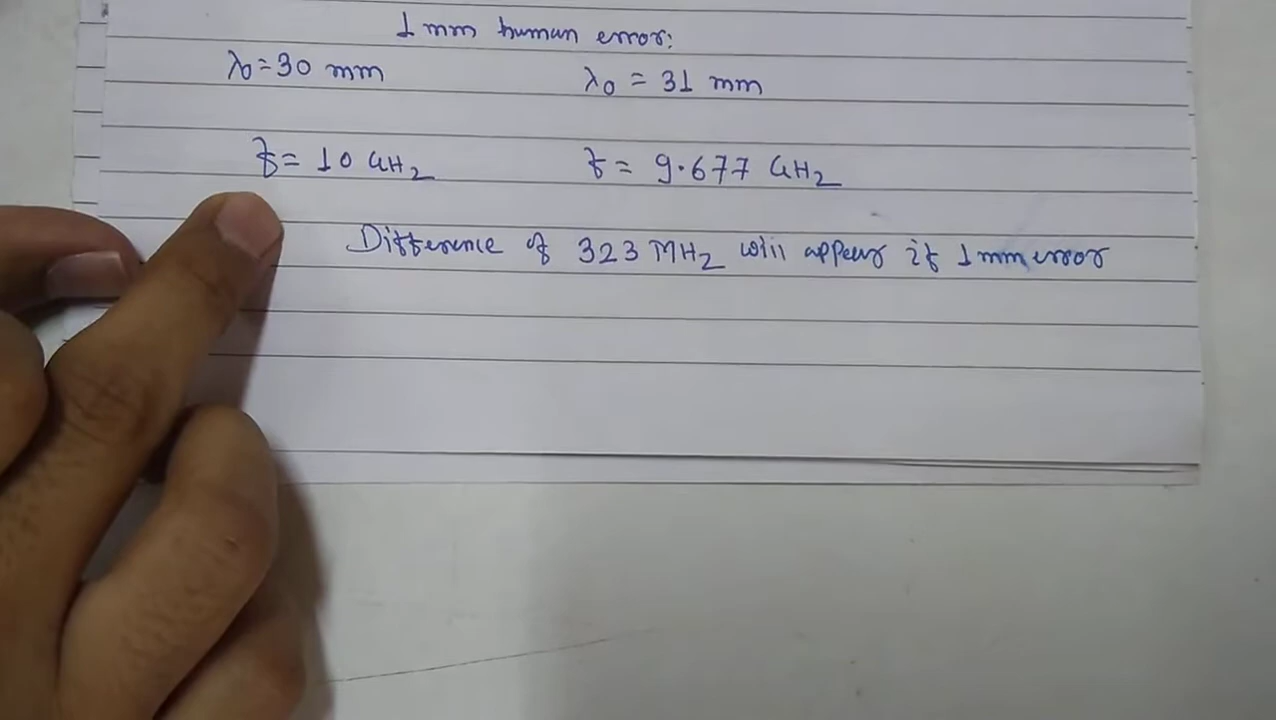 1 mm human error:
λ0 = 30 mm λ0 = 31 mm
f = 10 GHz f = 9.677 GHz
Difference of 323 MHz will appear if 1 mm error